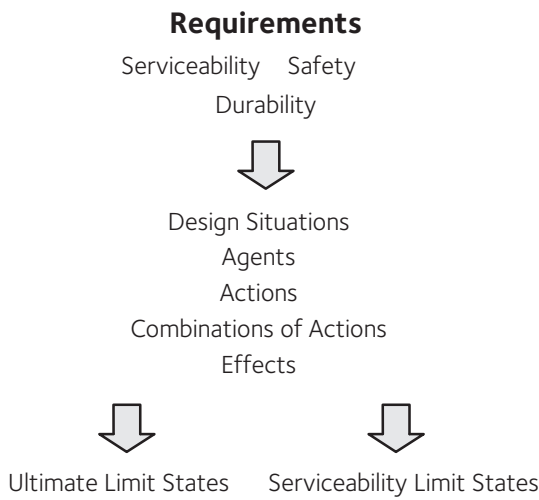 Requirements
Serviceability Safety
Durability
Design Situations
Agents
Actions
Combinations of Actions
Effects
Ultimate Limit States Serviceability Limit States